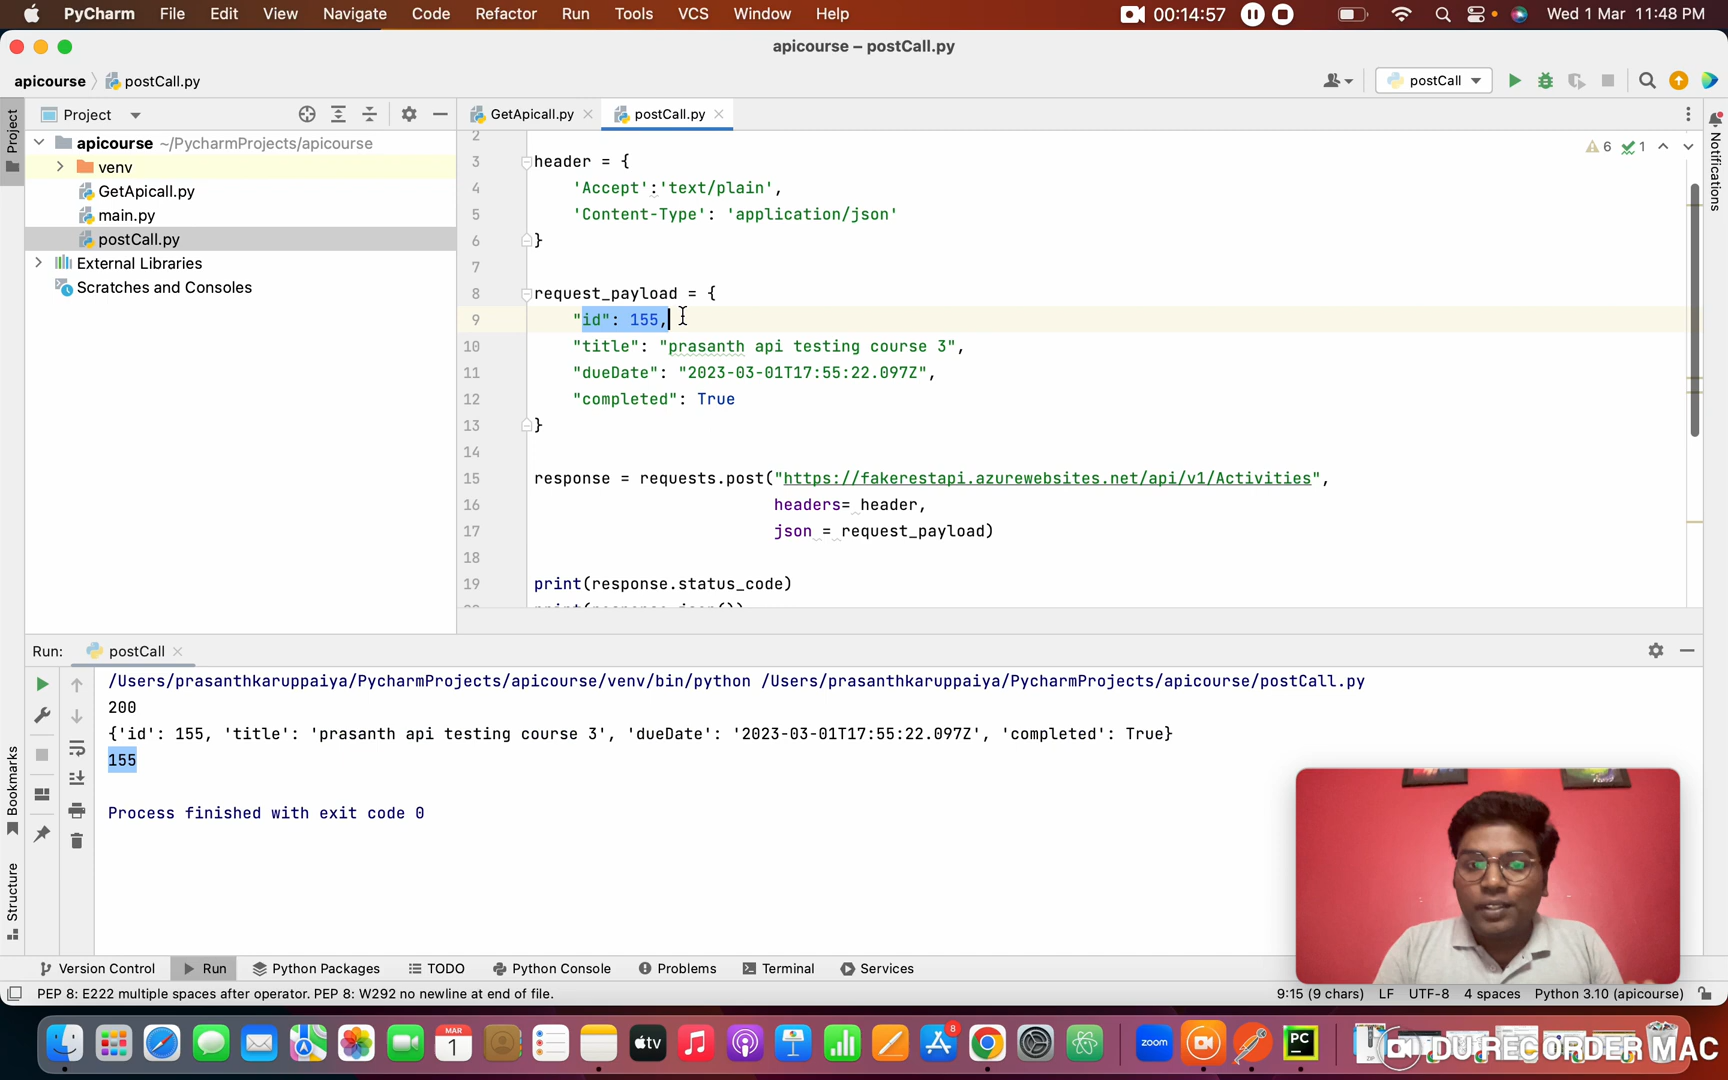 PyCharm File Edit View Navigate Code Refactor Run Tools VCS Window Help 00:14:57 Wed 1 Mar 11:48 PM
apicourse – postCall.py
apicourse postCall.py postCall
Project GetApicall.py postCall.py
apicourse ~/PycharmProjects/apicourse
venv
GetApicall.py
main.py
postCall.py
External Libraries
Scratches and Consoles
Project
Bookmarks
Structure
Notifications
6 1
2
3 header = {
4 'Accept':'text/plain',
5 'Content-Type': 'application/json'
6 }
7
8 request_payload = {
9 "id": 155,
10 "title": "prasanth api testing course 3",
11 "dueDate": "2023-03-01T17:55:22.097Z",
12 "completed": True
13 }
14
15 response = requests.post("https://fakerestapi.azurewebsites.net/api/v1/Activities",
16 headers= header,
17 json = request_payload)
18
19 print(response.status_code)
Run: postCall
/Users/prasanthkaruppaiya/PycharmProjects/apicourse/venv/bin/python /Users/prasanthkaruppaiya/PycharmProjects/apicourse/postCall.py
200
{'id': 155, 'title': 'prasanth api testing course 3', 'dueDate': '2023-03-01T17:55:22.097Z', 'completed': True}
155
Process finished with exit code 0
Version Control Run Python Packages TODO Python Console Problems Terminal Services
PEP 8: E222 multiple spaces after operator. PEP 8: W292 no newline at end of file. 9:15 (9 chars) LF UTF-8 4 spaces Python 3.10 (apicourse)
MAR
1
tv
8
zoom
PC
DU RECORDER MAC